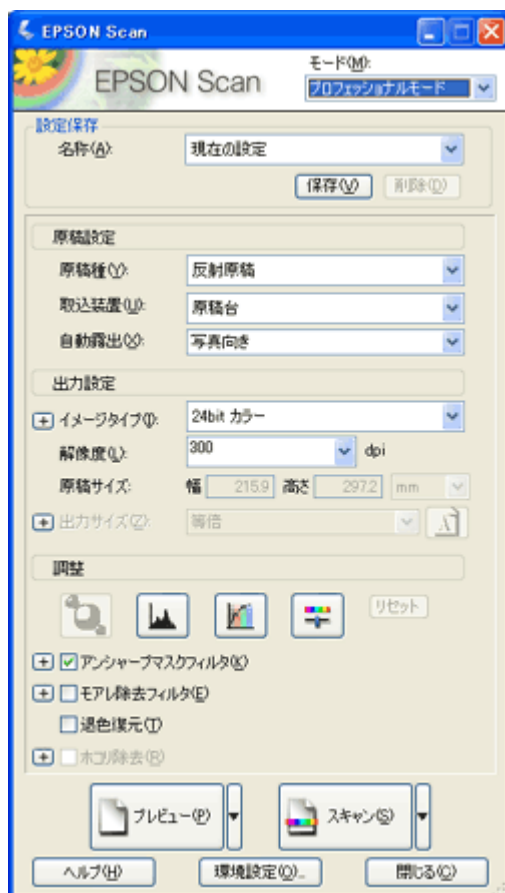 EPSON Scan
EPSON Scan
モード(M):
プロフェッショナルモード
設定保存
名称(A):
現在の設定
保存(V)
削除(D)
原稿設定
原稿種(Y):
反射原稿
取込装置(U):
原稿台
自動露出(X):
写真向き
出力設定
イメージタイプ(I):
24bit カラー
解像度(L):
300
dpi
原稿サイズ:
幅
215.9
高さ
297.2
mm
出力サイズ(Z):
等倍
調整
リセット
アンシャープマスクフィルタ(K)
モアレ除去フィルタ(E)
退色復元(T)
ホコリ除去(R)
プレビュー(P)
スキャン(S)
ヘルプ(H)
環境設定(O)...
閉じる(C)